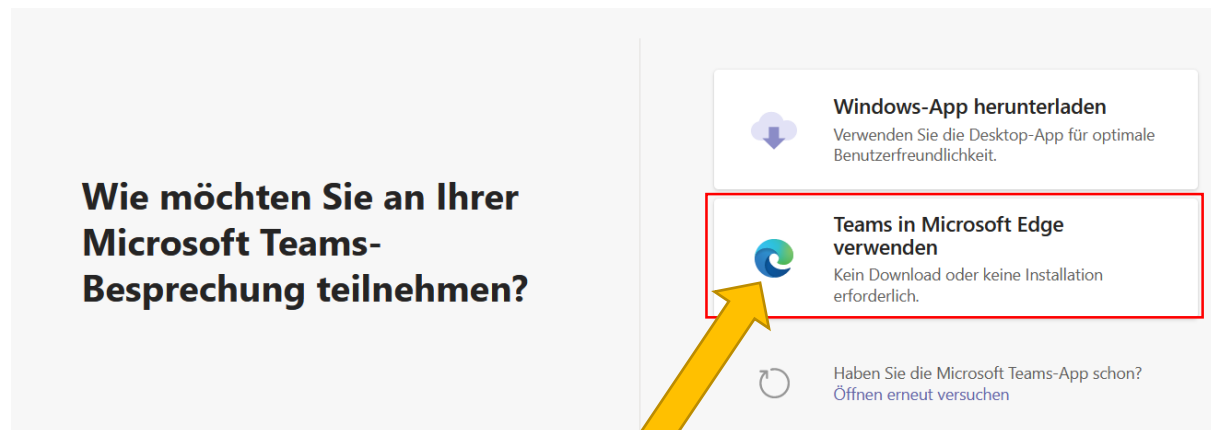 Wie möchten Sie an Ihrer
Microsoft Teams-
Besprechung teilnehmen?
Windows-App herunterladen
Verwenden Sie die Desktop-App für optimale
Benutzerfreundlichkeit.
Teams in Microsoft Edge
verwenden
Kein Download oder keine Installation
erforderlich.
Haben Sie die Microsoft Teams-App schon?
Öffnen erneut versuchen